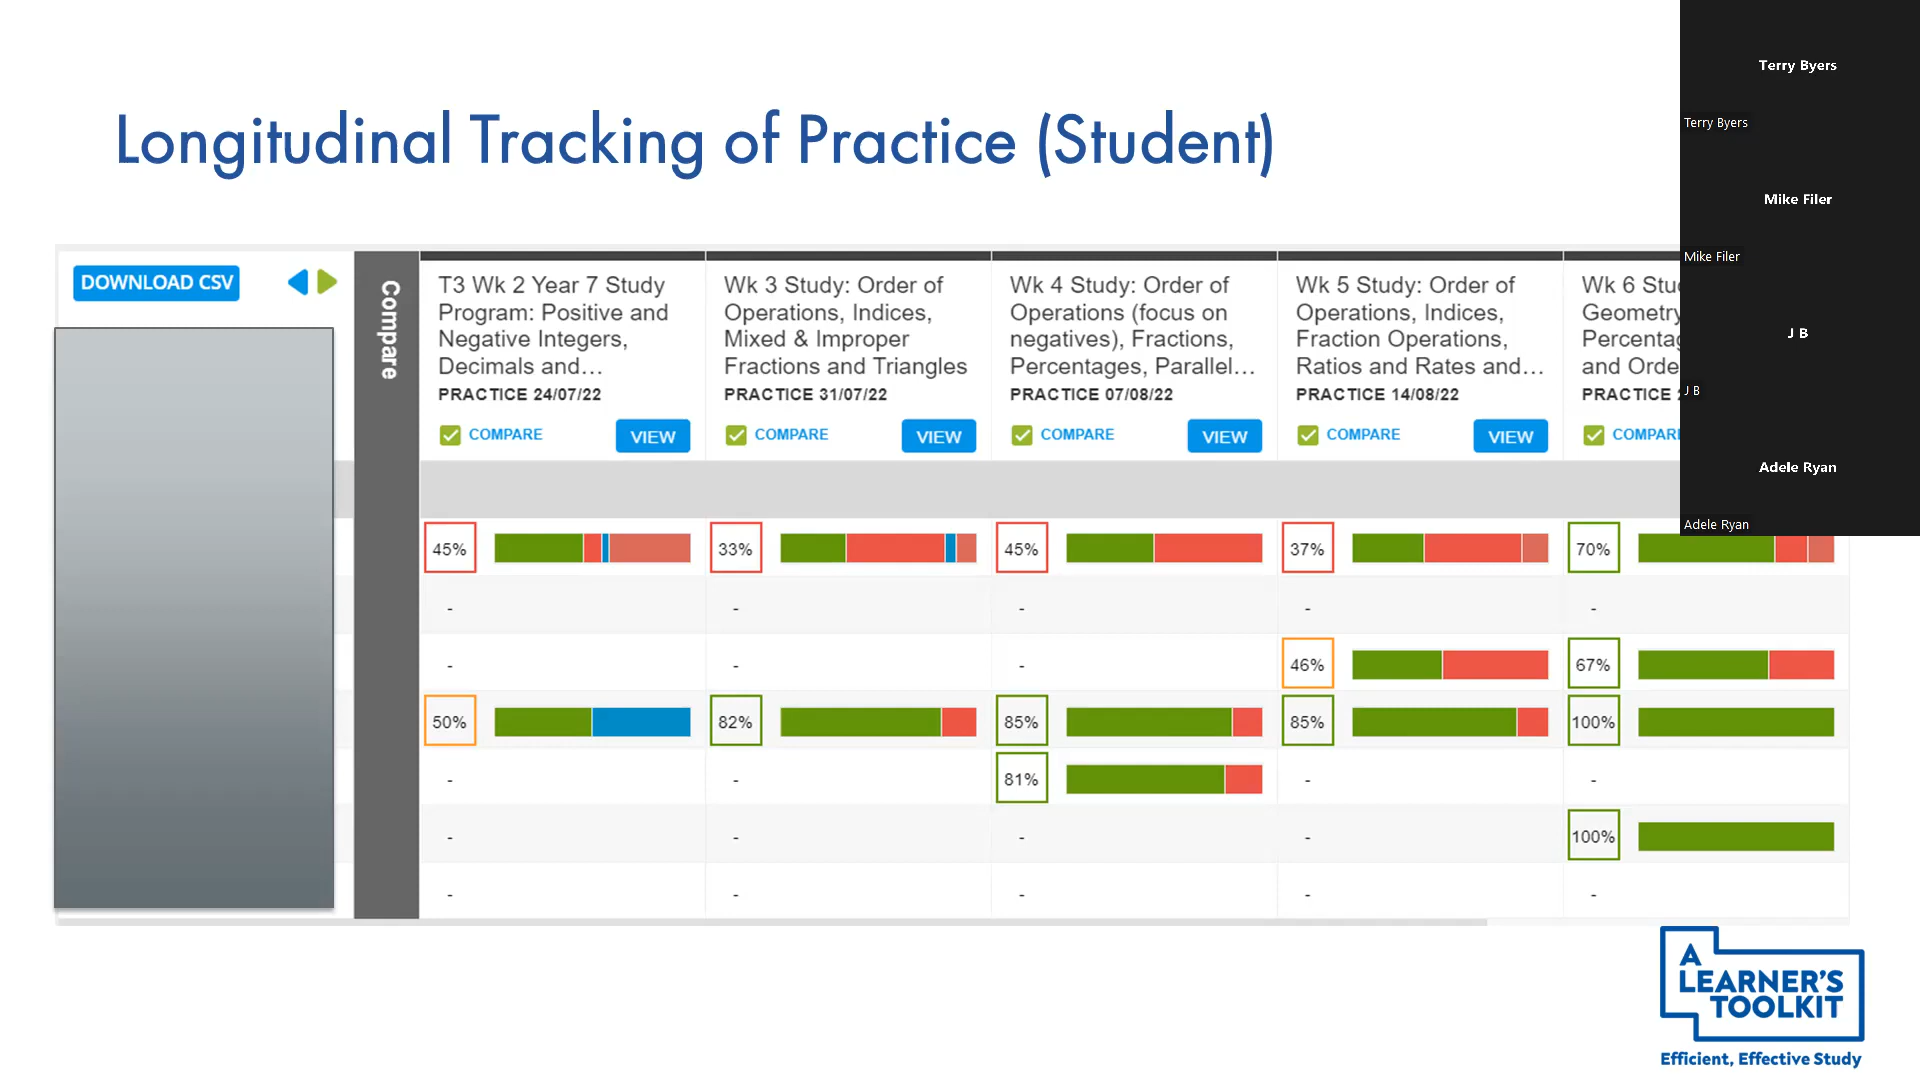 Longitudinal Tracking of Practice (Student)
Terry Byers
Terry Byers
Mike Filer
Mike Filer
J B
J B
Adele Ryan
Adele Ryan
DOWNLOAD CSV
Compare
T3 Wk 2 Year 7 Study
Program: Positive and
Negative Integers,
Decimals and...
PRACTICE 24/07/22
COMPARE
VIEW
Wk 3 Study: Order of
Operations, Indices,
Mixed & Improper
Fractions and Triangles
PRACTICE 31/07/22
COMPARE
VIEW
Wk 4 Study: Order of
Operations (focus on
negatives), Fractions,
Percentages, Parallel...
PRACTICE 07/08/22
COMPARE
VIEW
Wk 5 Study: Order of
Operations, Indices,
Fraction Operations,
Ratios and Rates and...
PRACTICE 14/08/22
COMPARE
VIEW
Wk 6
Geometry
and
PRACTICE
45% 33% 45% 37% 70%
- - - - -
- - - 46% 67%
50% 82% 85% 85% 100%
- - 81% - -
- - - - 100%
- - - - -
A
LEARNER'S
TOOLKIT
Efficient, Effective Study